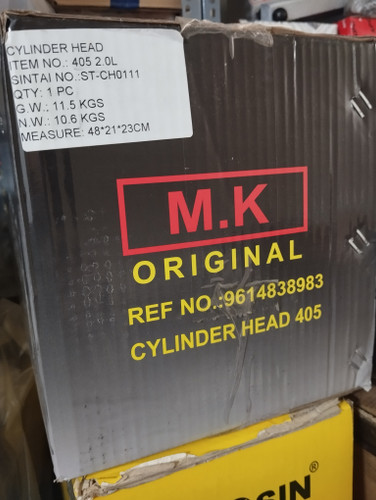 CYLINDER HEAD
ITEM NO.: 405 2.0L
SINTAI NO.:ST-CH0111
QTY: 1 PC
G.W.: 11.5 KGS
N.W.: 10.6 KGS
MEASURE: 48*21*23CM
M.K
ORIGINAL
REF NO.:9614838983
CYLINDER HEAD 405